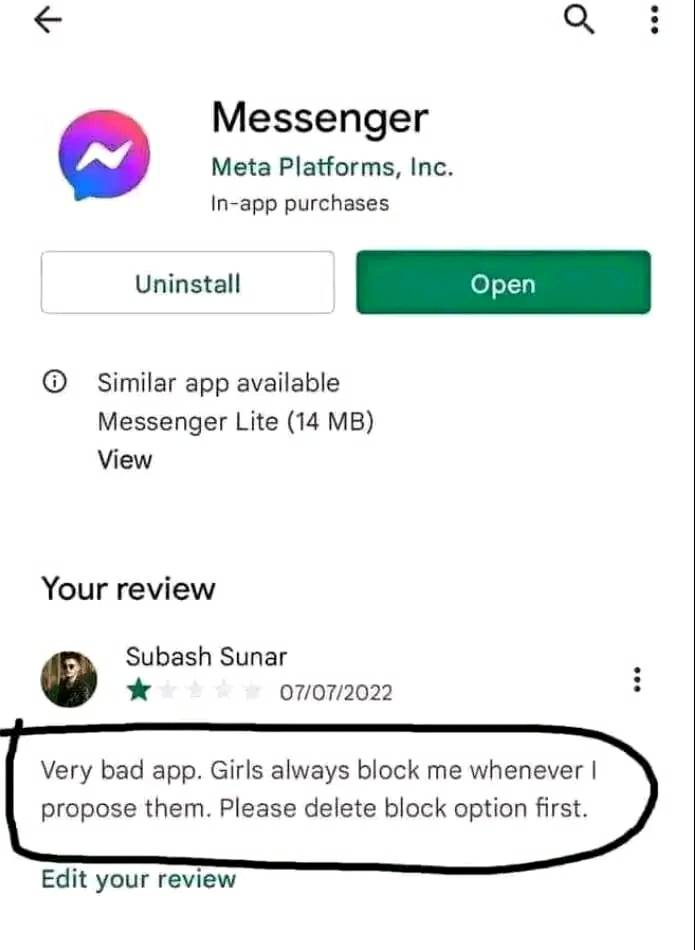 Messenger
Meta Platforms, Inc.
In-app purchases
Uninstall
Open
Similar app available
Messenger Lite (14 MB)
View
Your review
Subash Sunar
07/07/2022
Very bad app. Girls always block me whenever I
propose them. Please delete block option first.
Edit your review